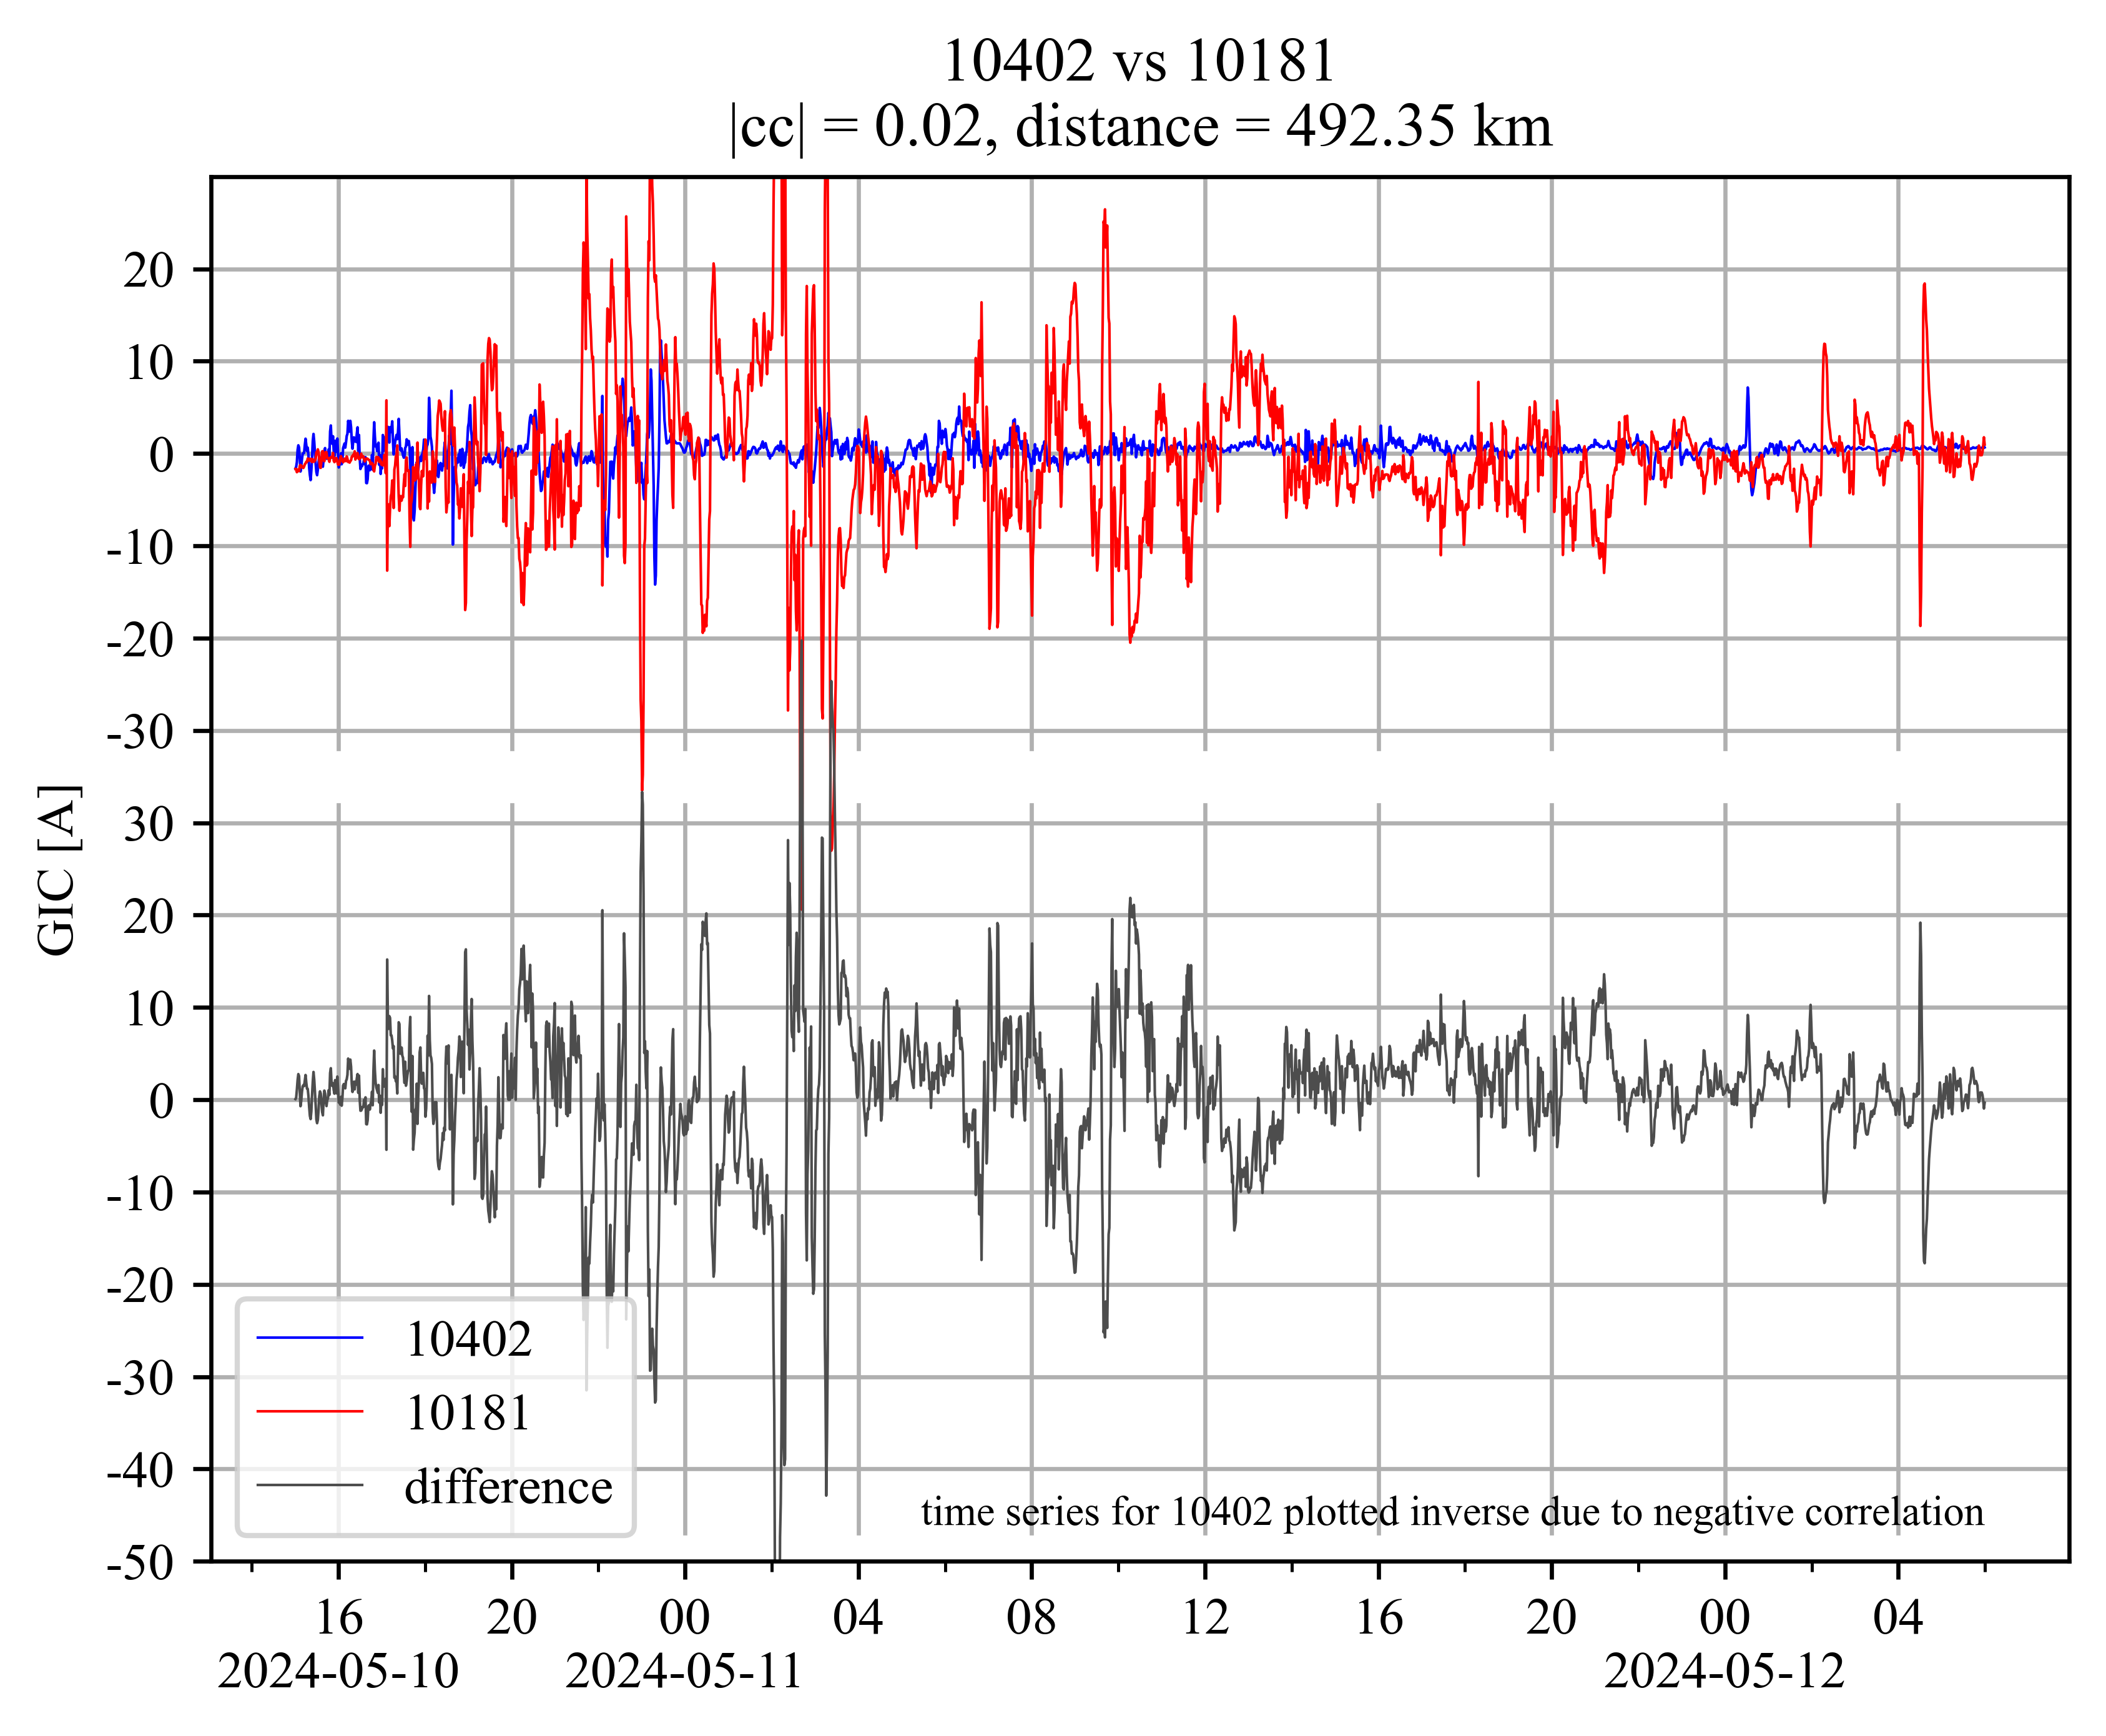 10402 vs 10181
|cc| = 0.02, distance = 492.35 km
GIC [A]
20
10
0
-10
-20
-30
30
20
10
0
-10
-20
-30
-40
-50
10402
10181
difference
time series for 10402 plotted inverse due to negative correlation
16 20 00 04 08 12 16 20 00 04
2024-05-10 2024-05-11 2024-05-12